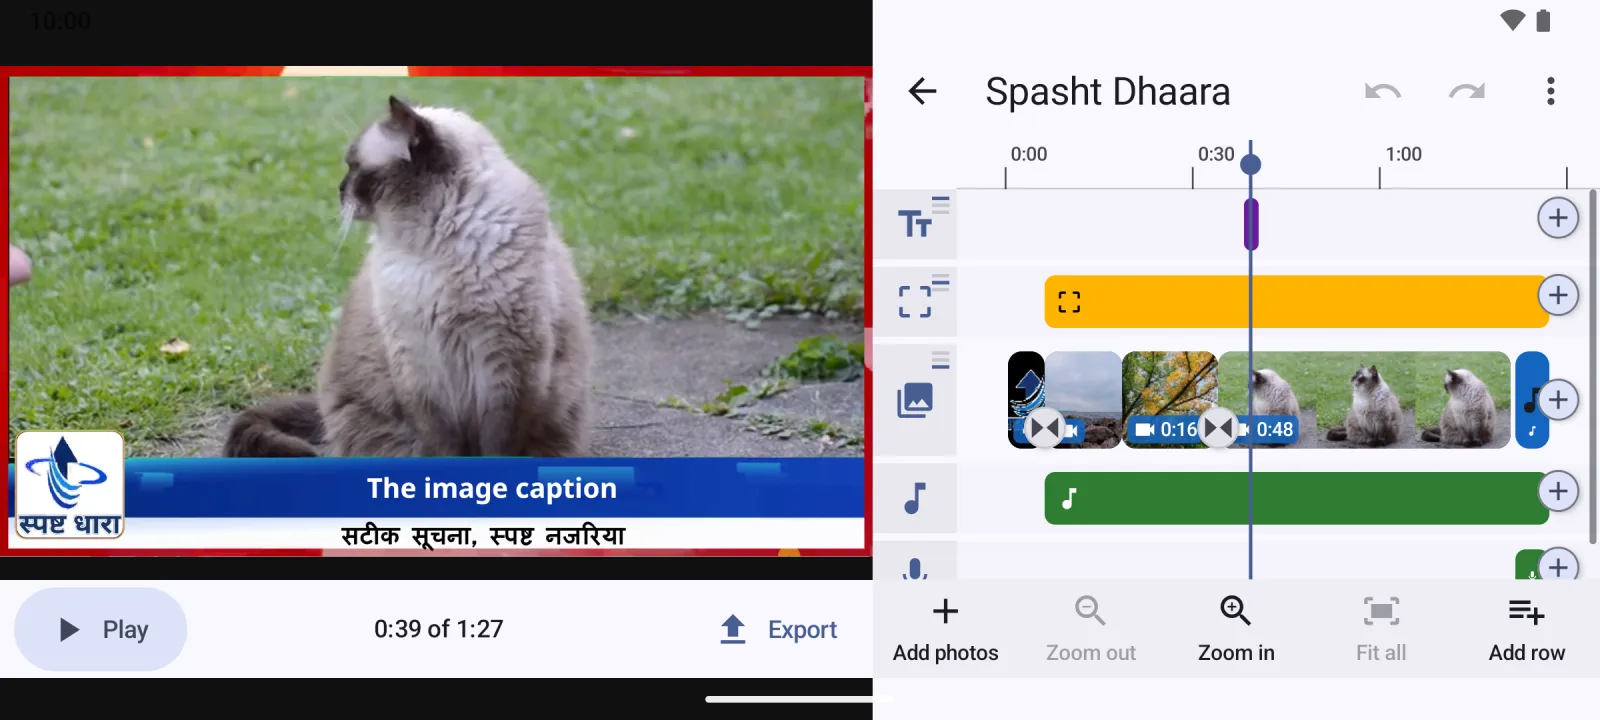 10:00
Spasht Dhaara
0:00
0:30
1:00
0:16
0:48
The image caption
स्पष्ट धारा
सटीक सूचना, स्पष्ट नजरिया
Play
0:39 of 1:27
Export
Add photos
Zoom out
Zoom in
Fit all
Add row